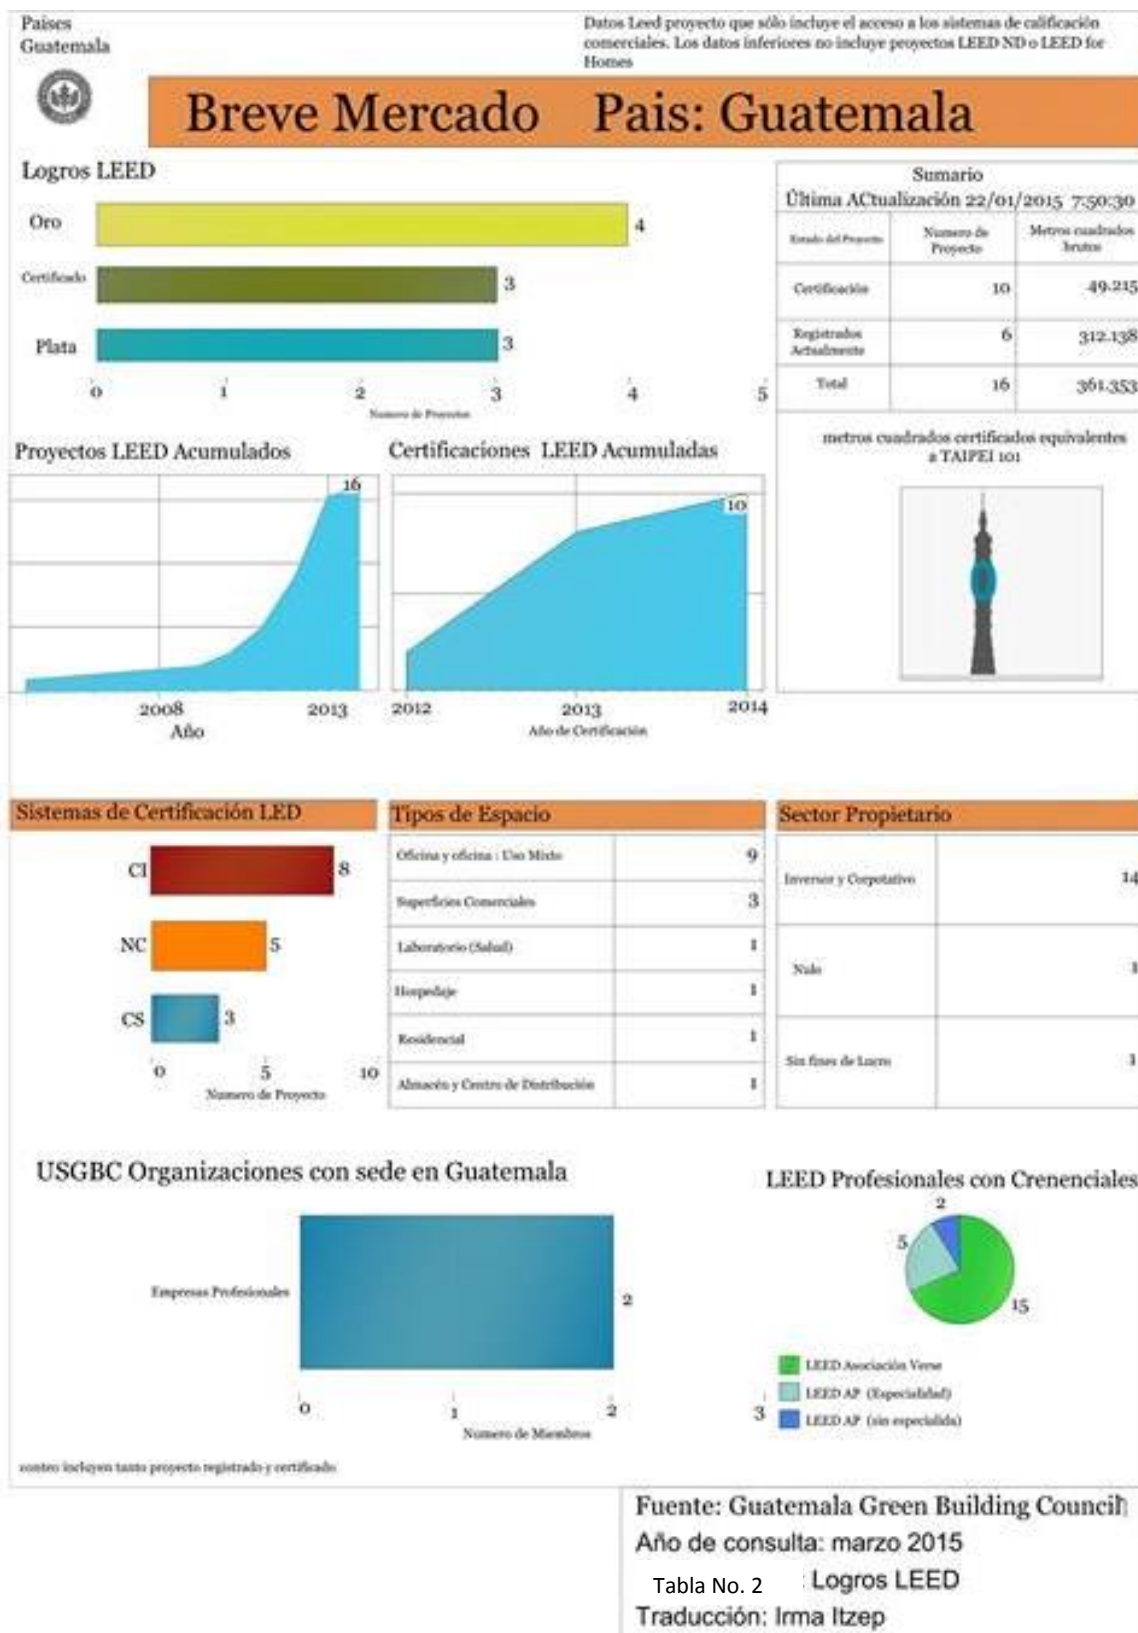 Paises
Guatemala
Datos Leed proyecto que sólo incluye el acceso a los sistemas de calificación
comerciales. Los datos inferiores no incluye proyectos LEED ND o LEED for
Homes
Breve Mercado Pais: Guatemala
Logros LEED
Oro
4
Certificado
3
Plata
3
0 1 2 3 4 5
Numero de Proyectos
Sumario
Última ACtualización 22/01/2015 7:50:30
Estado del Proyecto
Numero de
Proyecto
Metros cuadrados
brutos
Certificación 10 49.215
Registrados
Actualmente
6 312.138
Total 16 361.353
Proyectos LEED Acumulados
16
2008 2013
Año
Certificaciones LEED Acumuladas
10
2012 2013 2014
Año de Certificación
metros cuadrados certificados equivalentes
a TAIPEI 101
Sistemas de Certificación LED
CI 8
NC 5
CS 3
0 5 10
Numero de Proyecto
Tipos de Espacio
Oficina y oficina : Uso Mixto 9
Superficies Comerciales 3
Laboratorio (Salud) 1
Hospedaje 1
Residencial 1
Almacén y Centro de Distribución 1
Sector Propietario
Inversor y Corpotativo 14
Nulo 1
Sin fines de Lucro 1
USGBC Organizaciones con sede en Guatemala
Empresas Profesionales
2
0 1 2 3
Número de Miembros
LEED Profesionales con Crenenciales
2
5
15
LEED Asociación Verse
LEED AP (Especialidad)
LEED AP (sin especialida)
conteo incluyen tanto proyecto registrado y certificado
Fuente: Guatemala Green Building Council
Año de consulta: marzo 2015
Tabla No. 2 : Logros LEED
Traducción: Irma Itzep